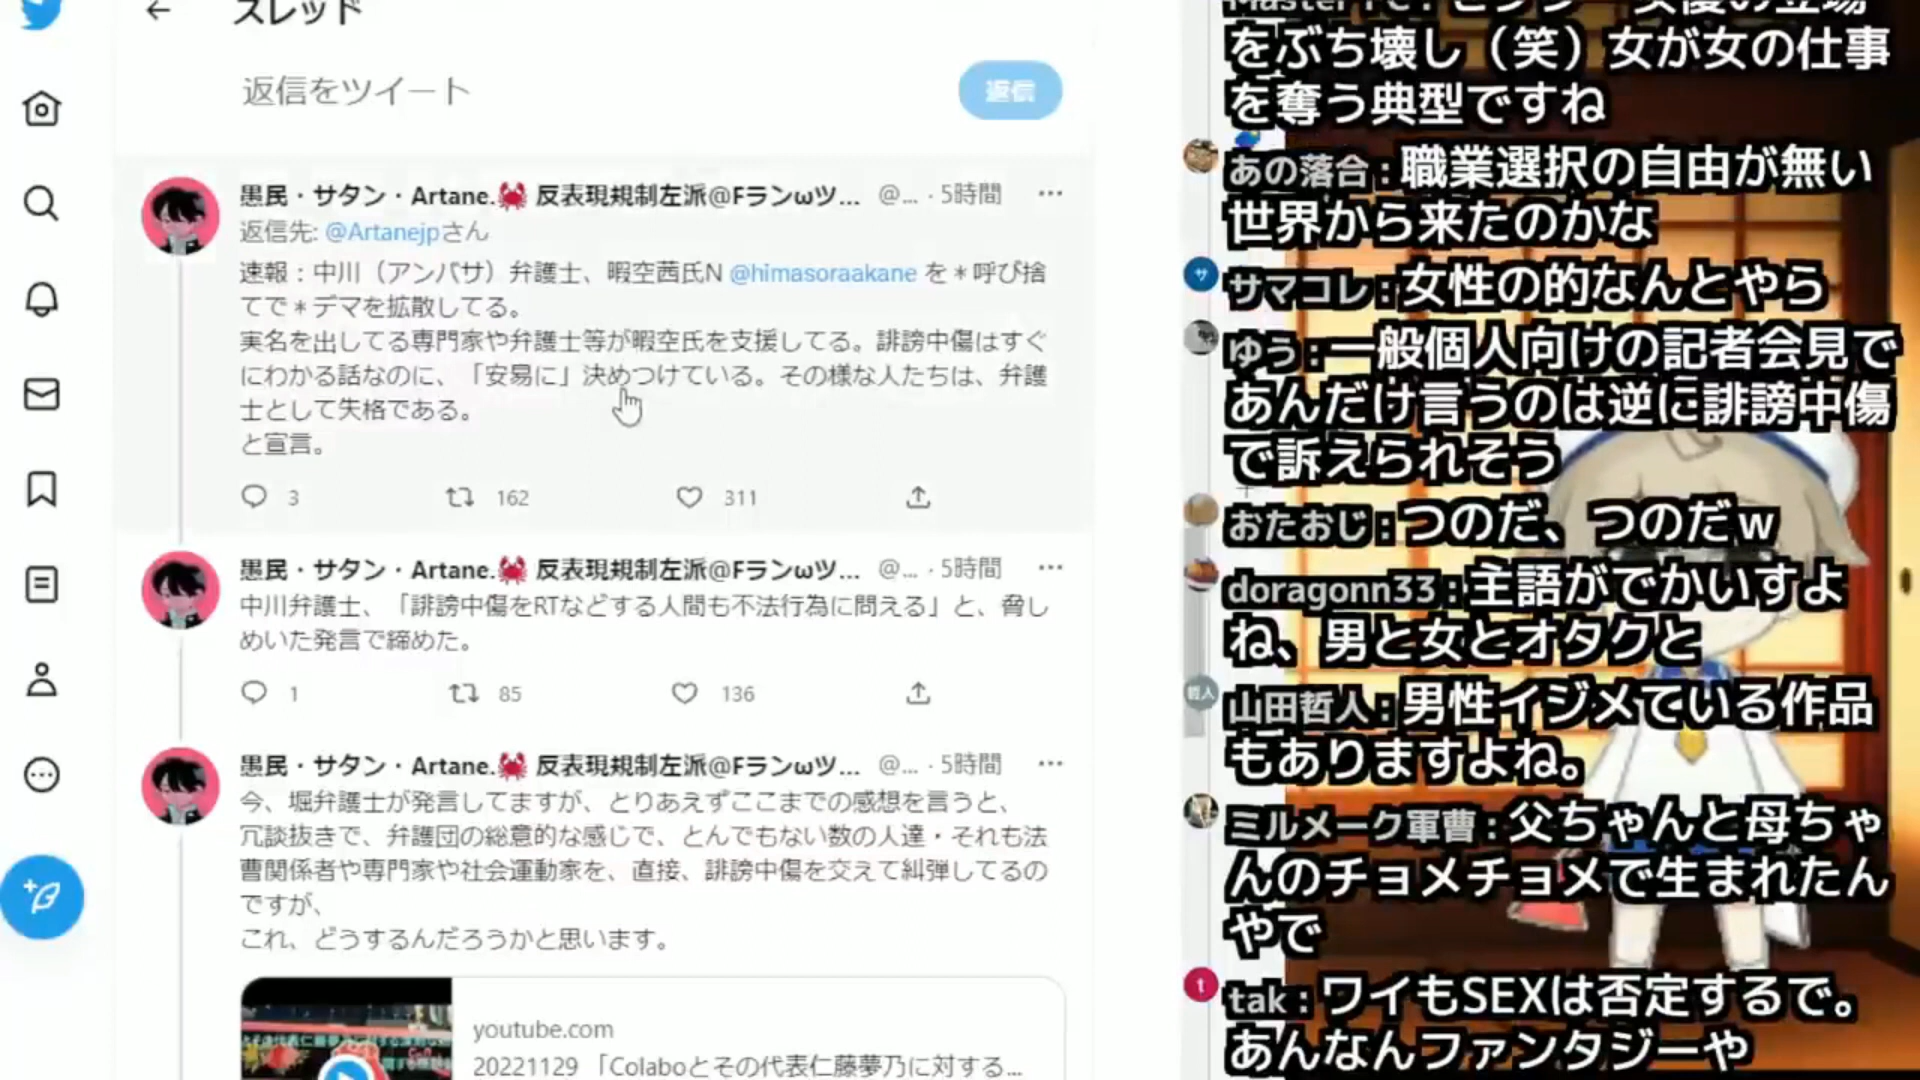 スレッド
返信をツイート
返信
愚民・サタン・Artane.🦀 反表現規制左派@Fランωツ... @... · 5時間
返信先: @Artanejpさん
速報：中川（アンバサ）弁護士、暇空茜氏N @himasoraakane を＊呼び捨
てで＊デマを拡散してる。
実名を出してる専門家や弁護士等が暇空氏を支援してる。誹謗中傷はすぐ
にわかる話なのに、「安易に」決めつけている。その様な人たちは、弁護
士として失格である。
と宣言。
3 162 311
愚民・サタン・Artane.🦀 反表現規制左派@Fランωツ... @... · 5時間
中川弁護士、「誹謗中傷をRTなどする人間も不法行為に問える」と、脅し
めいた発言で締めた。
1 85 136
愚民・サタン・Artane.🦀 反表現規制左派@Fランωツ... @... · 5時間
今、堀弁護士が発言してますが、とりあえずここまでの感想を言うと、
冗談抜きで、弁護団の総意的な感じで、とんでもない数の人達・それも法
曹関係者や専門家や社会運動家を、直接、誹謗中傷を交えて糾弾してるの
ですが、
これ、どうするんだろうかと思います。
youtube.com
20221129 「Colaboとその代表仁藤夢乃に対する...
をぶち壊し（笑）女が女の仕事
を奪う典型ですね
あの落合 : 職業選択の自由が無い
世界から来たのかな
サ
サマコレ : 女性の的なんとやら
ゆう : 一般個人向けの記者会見で
あんだけ言うのは逆に誹謗中傷
で訴えられそう
おたおじ : つのだ、つのだｗ
doragonn33 : 主語がでかいすよ
ね、男と女とオタクと
哲人
山田哲人 : 男性イジメている作品
もありますよね。
ミルメーク軍曹 : 父ちゃんと母ちゃ
んのチョメチョメで生まれたん
やで
t
tak : ワイもSEXは否定するで。
あんなんファンタジーや